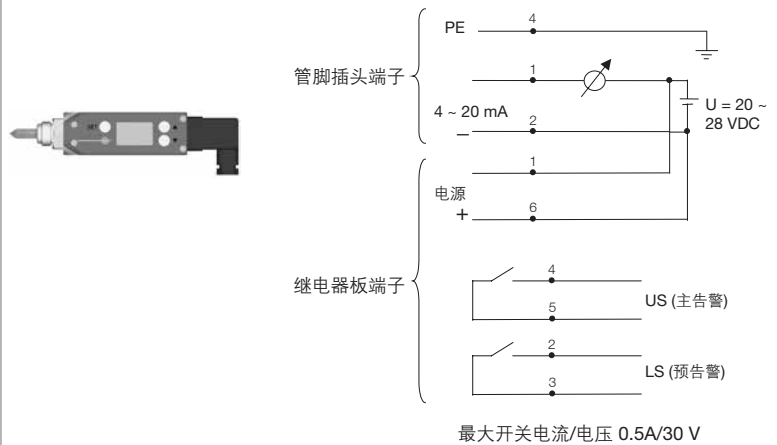 PE
4
管脚插头端子
1
4 ~ 20 mA
−
2
U = 20 ~
28 VDC
1
电源
+
6
继电器板端子
4
US (主告警)
5
2
LS (预告警)
3
最大开关电流/电压 0.5A/30 V
SET